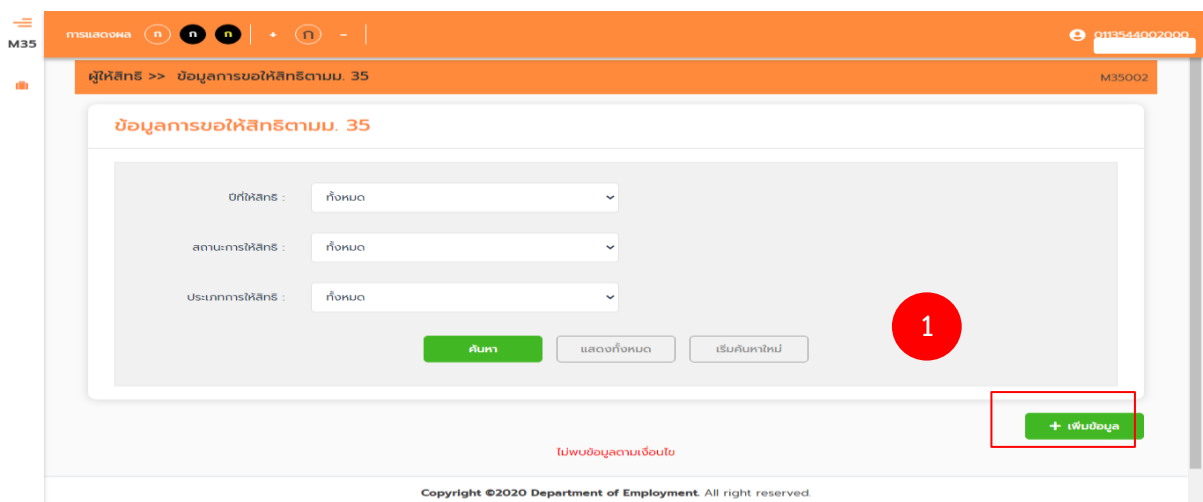 M35
การแสดงผล ก ก ก + ก -
0113544002000
ผู้ให้สิทธิ >> ข้อมูลการขอให้สิทธิตามม. 35
M35002
ข้อมูลการขอให้สิทธิตามม. 35
ปีที่ให้สิทธิ : ทั้งหมด
สถานะการให้สิทธิ : ทั้งหมด
ประเภทการให้สิทธิ : ทั้งหมด
1
ค้นหา แสดงทั้งหมด เริ่มค้นหาใหม่
+ เพิ่มข้อมูล
ไม่พบข้อมูลตามเงื่อนไข
Copyright ©2020 Department of Employment. All right reserved.